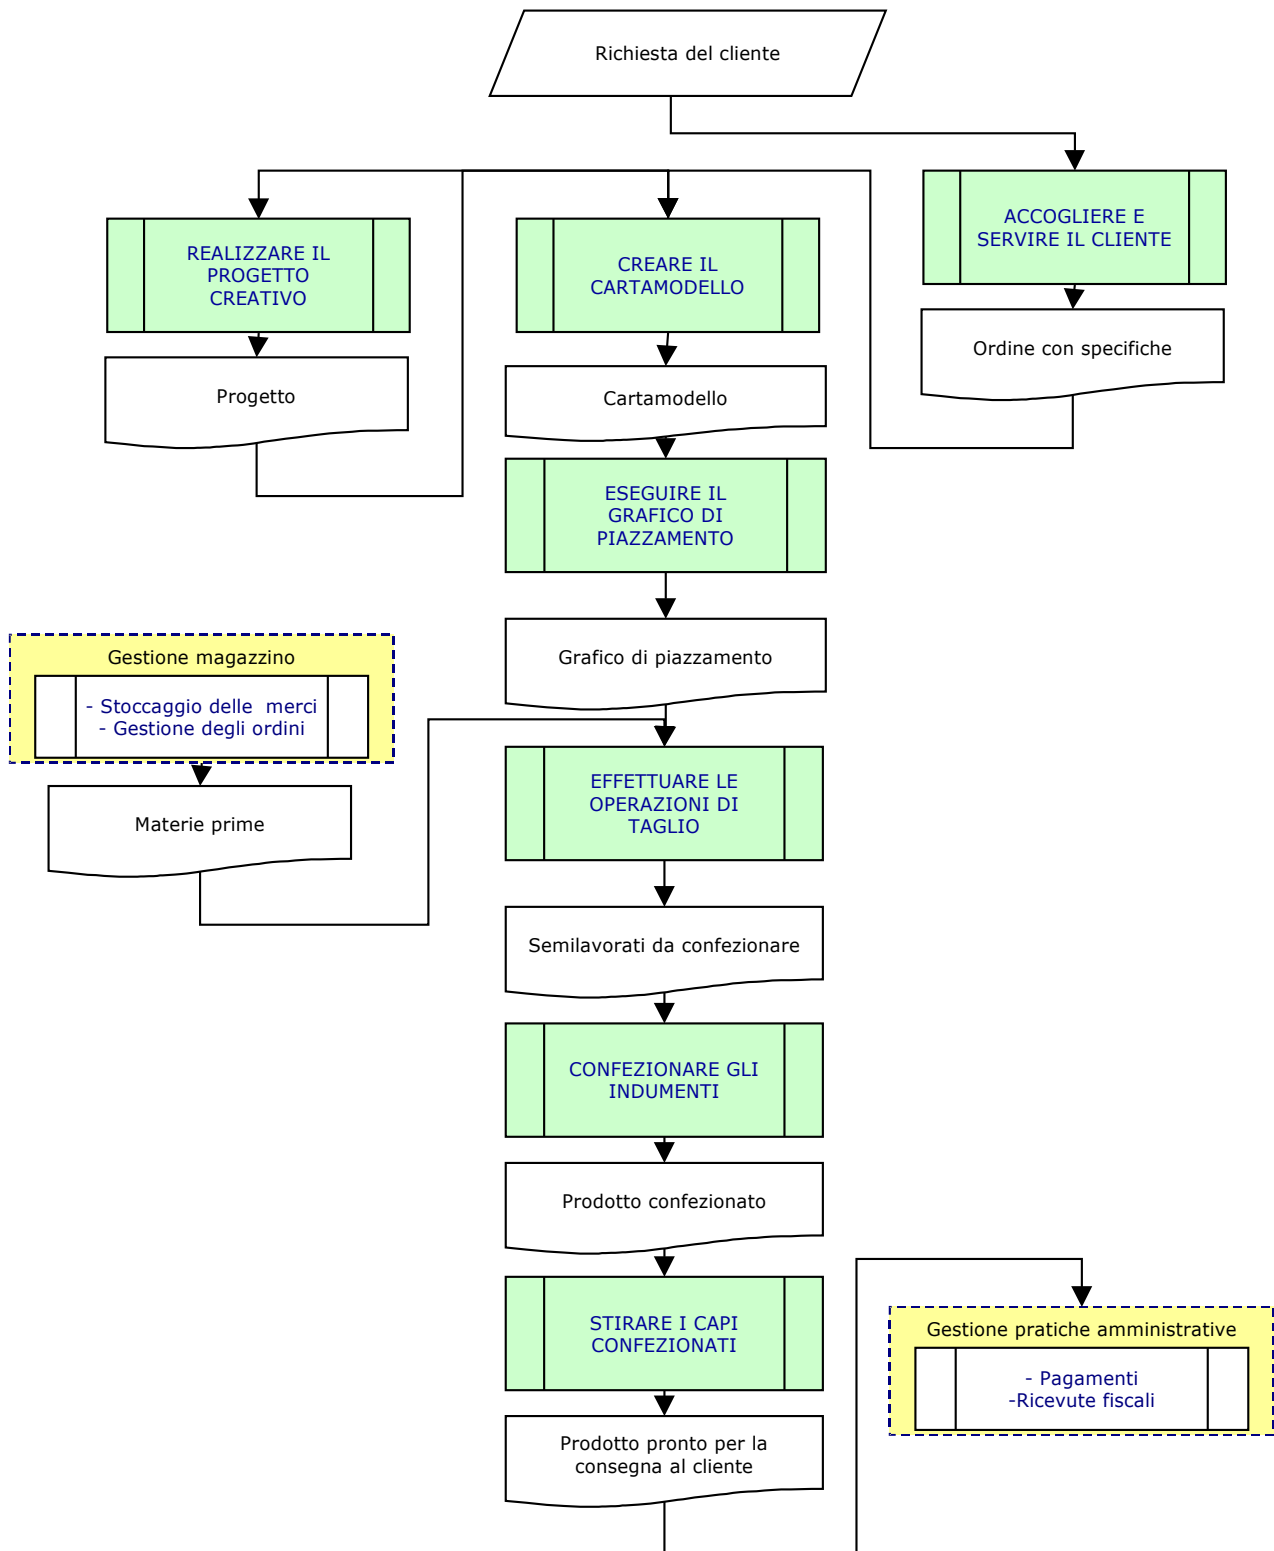 Richiesta del cliente
ACCOGLIERE E
SERVIRE IL CLIENTE
REALIZZARE IL
PROGETTO
CREATIVO
CREARE IL
CARTAMODELLO
Ordine con specifiche
Progetto
Cartamodello
ESEGUIRE IL
GRAFICO DI
PIAZZAMENTO
Grafico di piazzamento
Gestione magazzino
- Stoccaggio delle  merci
- Gestione degli ordini
Materie prime
EFFETTUARE LE
OPERAZIONI DI
TAGLIO
Semilavorati da confezionare
CONFEZIONARE GLI
INDUMENTI
Prodotto confezionato
STIRARE I CAPI
CONFEZIONATI
Gestione pratiche amministrative
- Pagamenti
-Ricevute fiscali
Prodotto pronto per la
consegna al cliente